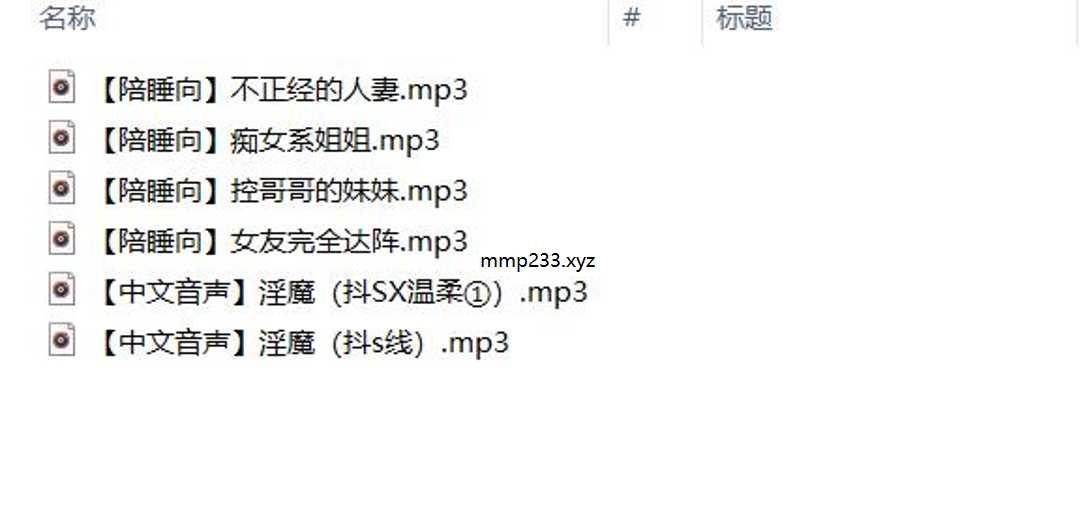 名称 # 标题
【陪睡向】不正经的人妻.mp3
【陪睡向】痴女系姐姐.mp3
【陪睡向】控哥哥的妹妹.mp3
【陪睡向】女友完全达阵.mp3
mmp233.xyz
【中文音声】淫魔（抖SX温柔①）.mp3
【中文音声】淫魔（抖s线）.mp3